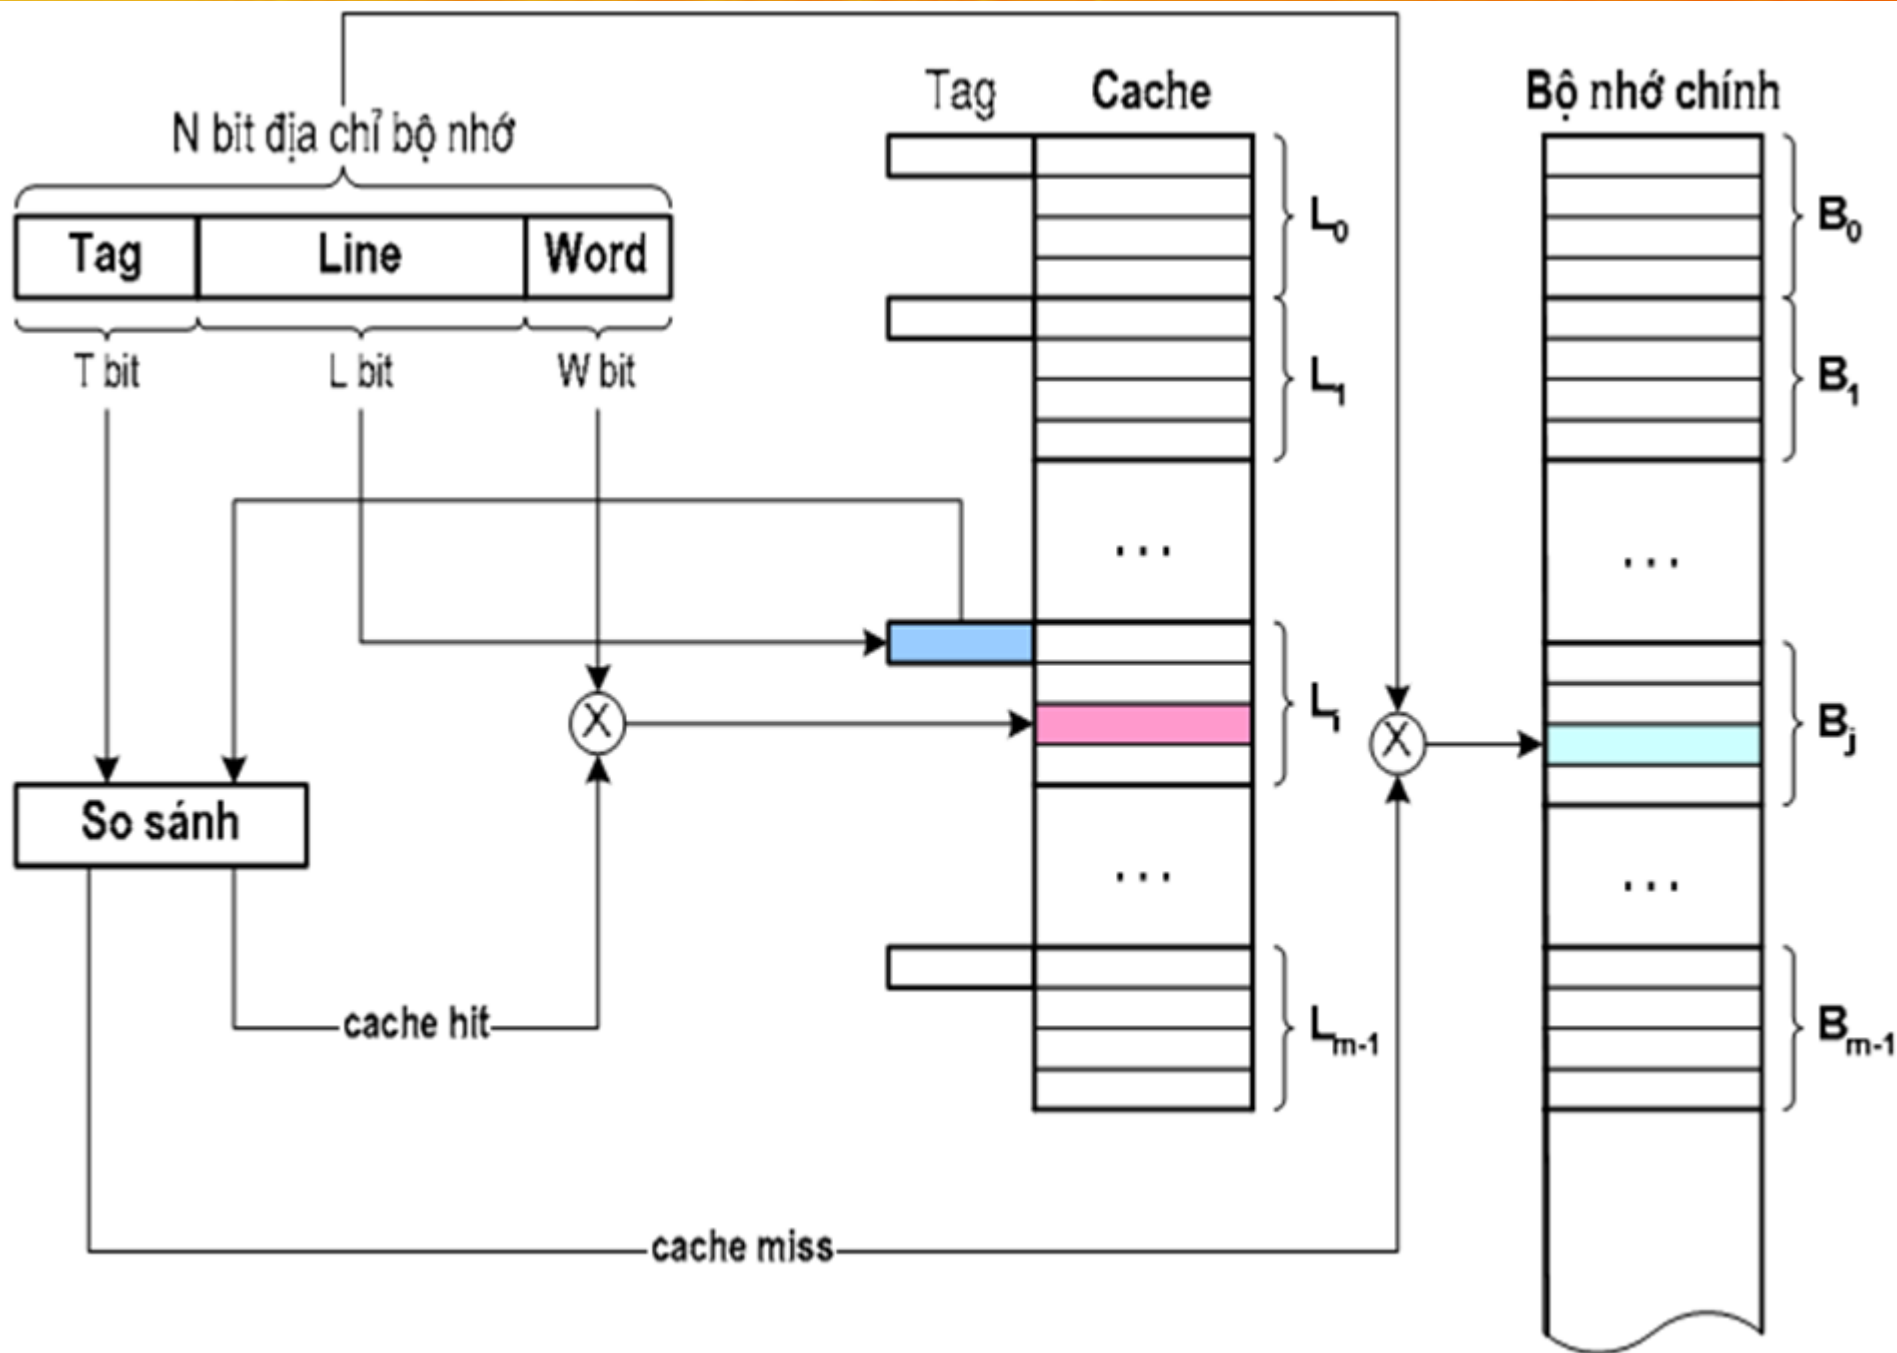 N bit địa chỉ bộ nhớ
Tag Line Word
T bit L bit W bit
So sánh
cache hit
cache miss
X
X
Tag Cache
L0
L1
...
Li
...
Lm-1
Bộ nhớ chính
B0
B1
...
Bj
...
Bm-1